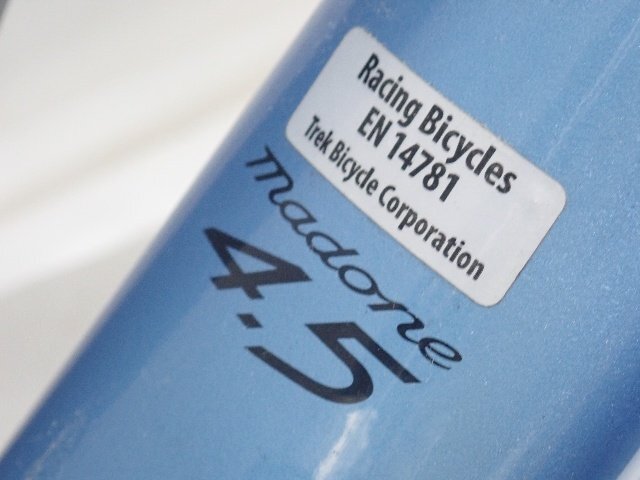 Racing Bicycles
EN 14781
Trek Bicycle Corporation
madone
4.5